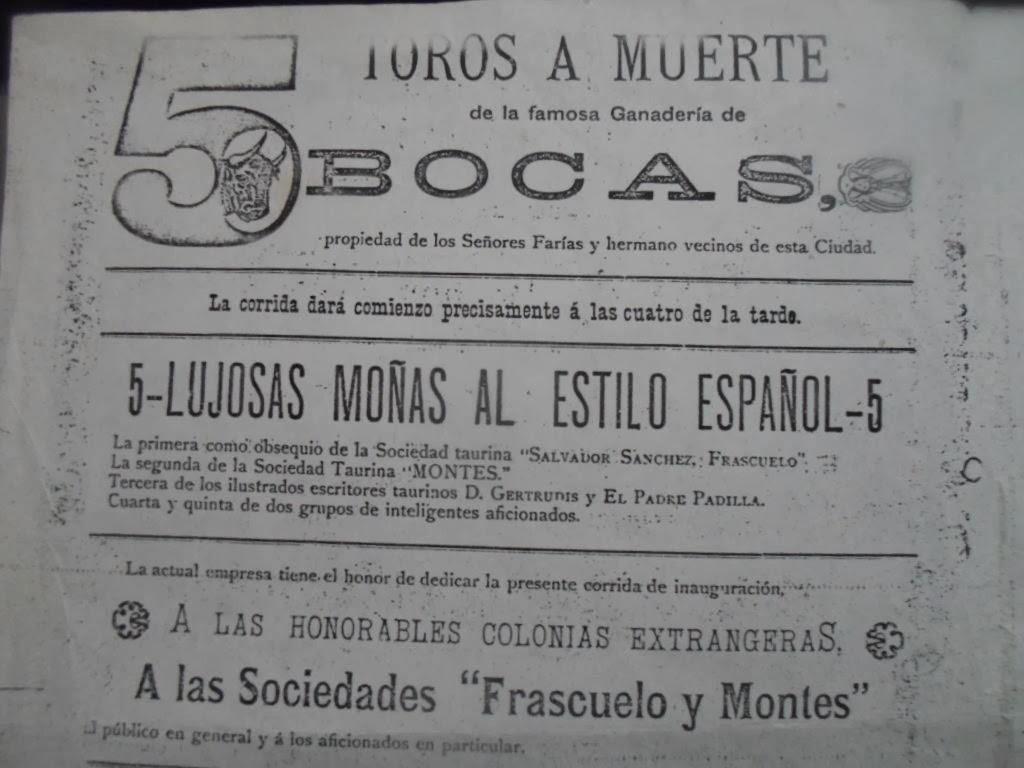 5 TOROS A MUERTE
de la famosa Ganadería de
BOCAS,
propiedad de los Señores Farías y hermano vecinos de esta Ciudad.
La corrida dará comienzo precisamente á las cuatro de la tarde.
5-LUJOSAS MOÑAS AL ESTILO ESPAÑOL-5
La primera como obsequio de la Sociedad taurina "SALVADOR SANCHEZ, FRASCUELO".
La segunda de la Sociedad Taurina "MONTES."
Tercera de los ilustrados escritores taurinos D. GERTRUDIS y EL PADRE PADILLA.
Cuarta y quinta de dos grupos de inteligentes aficionados.
La actual empresa tiene el honor de dedicar la presente corrida de inauguración,
A LAS HONORABLES COLONIAS EXTRANGERAS,
A las Sociedades "Frascuelo y Montes"
público en general y á los aficionados en particular.